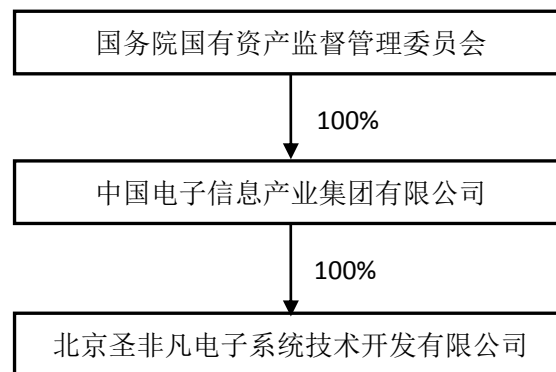 国务院国有资产监督管理委员会
100%
中国电子信息产业集团有限公司
100%
北京圣非凡电子系统技术开发有限公司